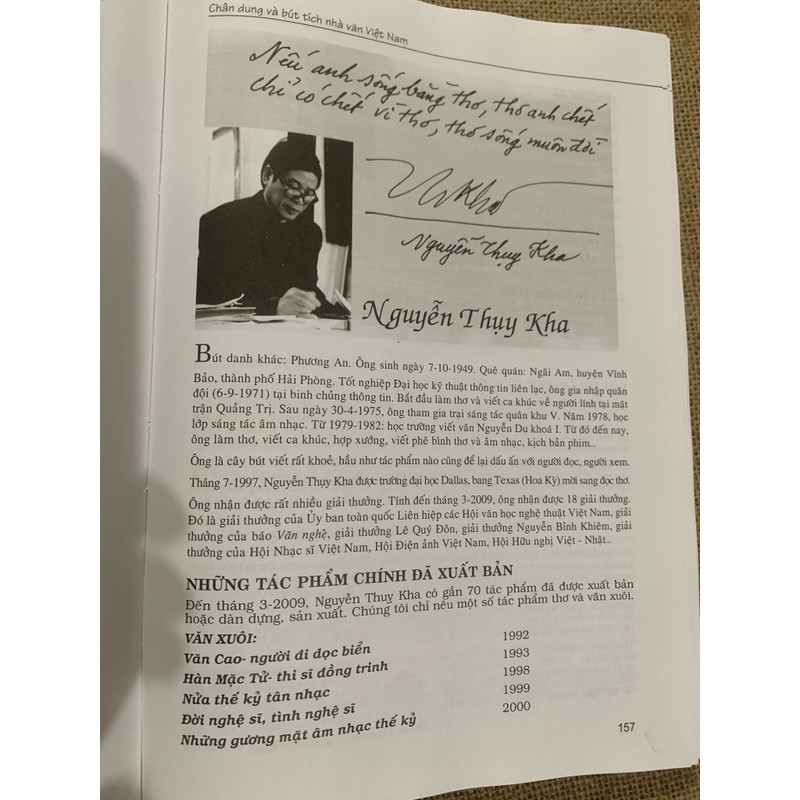 Chân dung và bút tích nhà văn Việt Nam
Nếu anh sống bằng thơ, thơ anh chết
chỉ có chết vì thơ, thơ sống muôn đời
Nguyễn Thụy Kha
Nguyễn Thụy Kha
Bút danh khác: Phương An. Ông sinh ngày 7-10-1949. Quê quán: Ngãi Am, huyện Vĩnh
Bảo, thành phố Hải Phòng. Tốt nghiệp Đại học kỹ thuật thông tin liên lạc, ông gia nhập quân
đội (6-9-1971) tại binh chủng thông tin. Bắt đầu làm thơ và viết ca khúc về người lính tại mặt
trận Quảng Trị. Sau ngày 30-4-1975, ông tham gia trại sáng tác quân khu V. Năm 1978, học
lớp sáng tác âm nhạc. Từ 1979-1982: học trường viết văn Nguyễn Du khoá I. Từ đó đến nay,
ông làm thơ, viết ca khúc, hợp xướng, viết phê bình thơ và âm nhạc, kịch bản phim...
Ông là cây bút viết rất khoẻ, hầu như tác phẩm nào cũng để lại dấu ấn với người đọc, người xem.
Tháng 7-1997, Nguyễn Thụy Kha được trường đại học Dallas, bang Texas (Hoa Kỳ) mời sang đọc thơ.
Ông nhận được rất nhiều giải thưởng. Tính đến tháng 3-2009, ông nhận được 18 giải thưởng.
Đó là giải thưởng của Ủy ban toàn quốc Liên hiệp các Hội văn học nghệ thuật Việt Nam, giải
thưởng của báo Văn nghệ, giải thưởng Lê Quý Đôn, giải thưởng Nguyễn Bỉnh Khiêm, giải
thưởng của Hội Nhạc sĩ Việt Nam, Hội Điện ảnh Việt Nam, Hội Hữu nghị Việt - Nhật...
NHỮNG TÁC PHẨM CHÍNH ĐÃ XUẤT BẢN
Đến tháng 3-2009, Nguyễn Thụy Kha có gần 70 tác phẩm đã được xuất bản
hoặc dàn dựng, sản xuất. Chúng tôi chỉ nêu một số tác phẩm thơ và văn xuôi.
VĂN XUÔI:
Văn Cao- người đi dọc biển 1992
Hàn Mặc Tử- thi sĩ đồng trinh 1993
Nửa thế kỷ tân nhạc 1998
Đời nghệ sĩ, tình nghệ sĩ 1999
Những gương mặt âm nhạc thế kỷ 2000
157